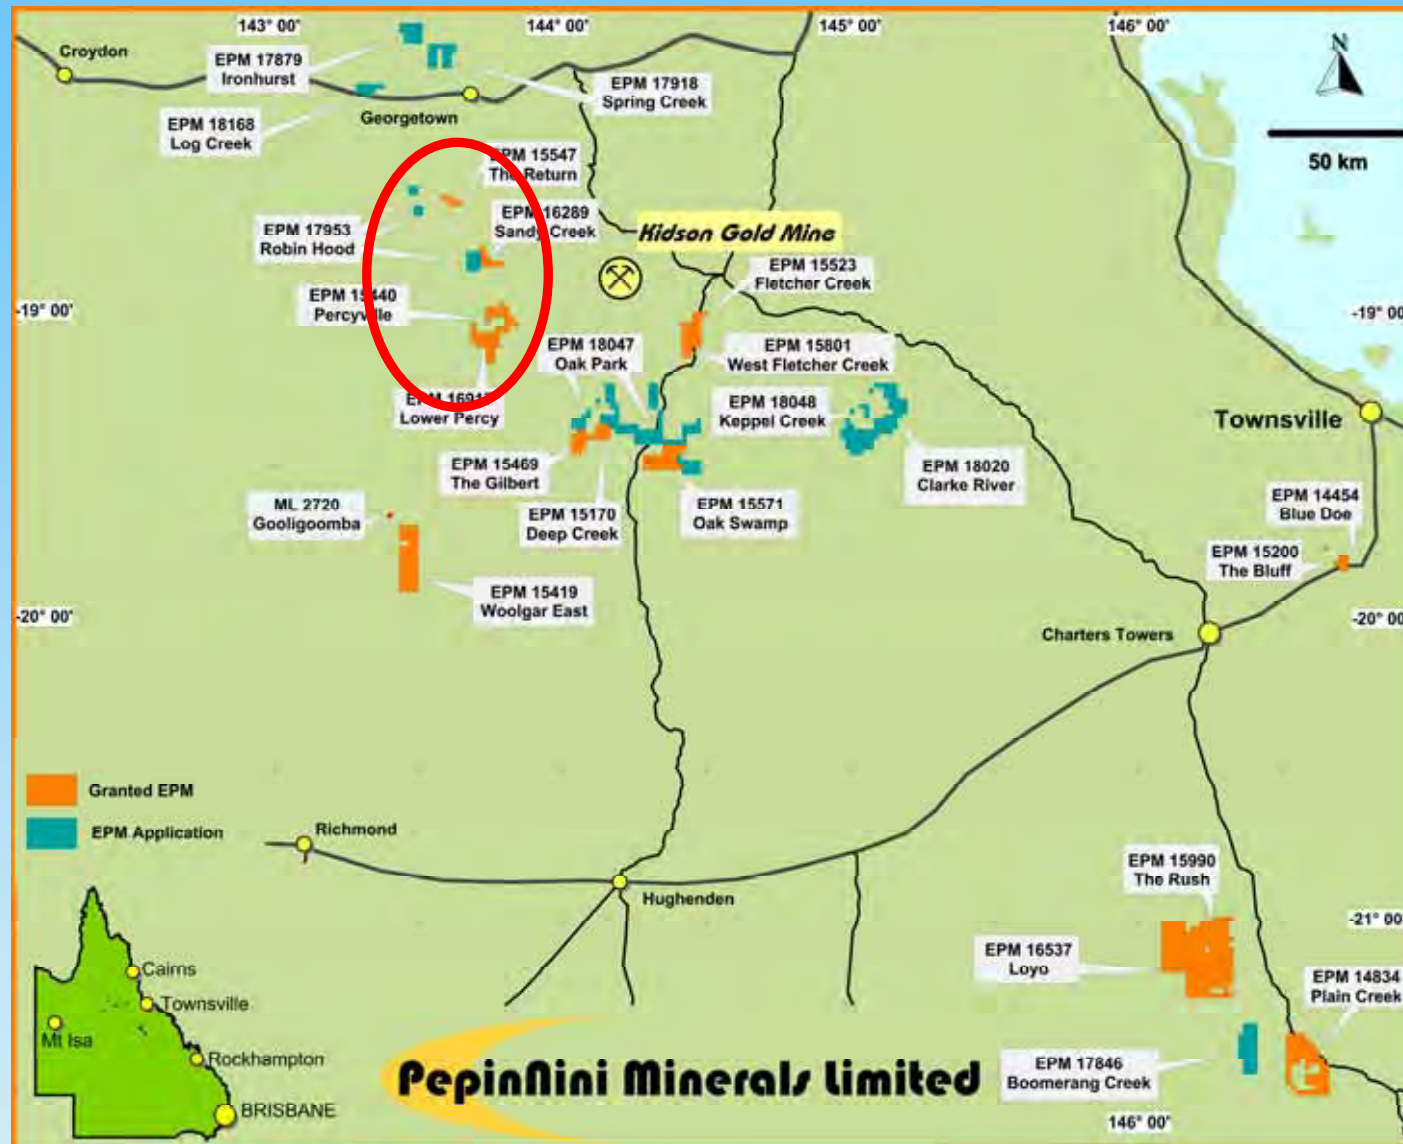 143° 00'
144° 00'
145° 00'
146° 00'
Croydon
EPM 17879
Ironhurst
N
EPM 17918
Spring Creek
EPM 18168
Log Creek
Georgetown
50 km
EPM 15547
The Return
EPM 16289
Sandy Creek
EPM 17953
Robin Hood
Kidson Gold Mine
EPM 15523
Fletcher Creek
EPM 15440
Percyville
-19° 00'
-19° 00
EPM 18047
Oak Park
EPM 15801
West Fletcher Creek
Lower Percy
EPM 18048
Keppel Creek
Townsville
EPM 15469
The Gilbert
EPM 18020
Clarke River
ML 2720
Gooligoomba
EPM 15170
Deep Creek
EPM 15571
Oak Swamp
EPM 14454
Blue Doe
EPM 15200
The Bluff
EPM 15419
Woolgar East
-20° 00'
-20° 00
Charters Towers
Granted EPM
EPM Application
Richmond
Hughenden
EPM 15990
The Rush
-21° 00'
EPM 16537
Loyo
EPM 14834
Plain Creek
Cairns
Townsville
Mt Isa
Rockhampton
BRISBANE
PepinNini Minerals Limited
EPM 17846
Boomerang Creek
146° 00'